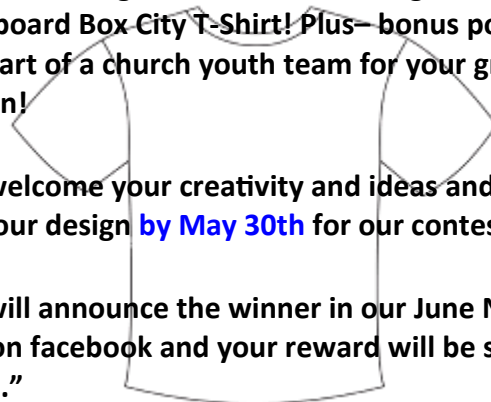 board Box City T-Shirt! Plus– bonus po
art of a church youth team for your g
n!
welcome your creativity and ideas and
our design by May 30th for our contes
will announce the winner in our June N
on facebook and your reward will be s
.”